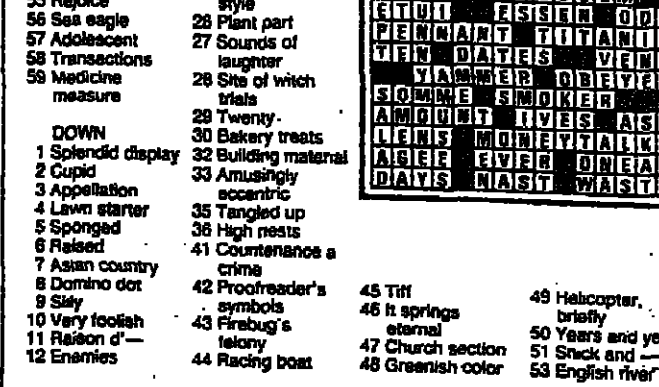 55 Rejoice
56 Sea eagle
57 Adolescent
58 Transactions
59 Medicine
measure
DOWN
1 Splendid display
2 Cupid
3 Appellation
4 Lawn starter
5 Sponged
6 Raised
7 Asian country
8 Domino dot
9 Silly
10 Very foolish
11 Raison d'—
12 Enemies
style
26 Plant part
27 Sounds of
laughter
28 Site of witch
trials
29 Twenty
30 Bakery treats
32 Building material
33 Amusingly
eccentric
35 Tangled up
36 High nests
41 Countenance a
crime
42 Proofreader's
symbols
43 Firebug's
felony
44 Racing boat
ETUI ESSEN OD
PENNANT TITANI
TEN DATES VEN
YAMMER OBEYF
SOMME SMOKER
AMOUNT IVES AS
LENS MONEYTALK
AGEE EVER ONEA
DAYS NAST WAST
45 Tiff
46 It springs
eternal
47 Church section
48 Greenish color
49 Helicopter,
briefly
50 Years and ye
51 Snick and —
53 English river